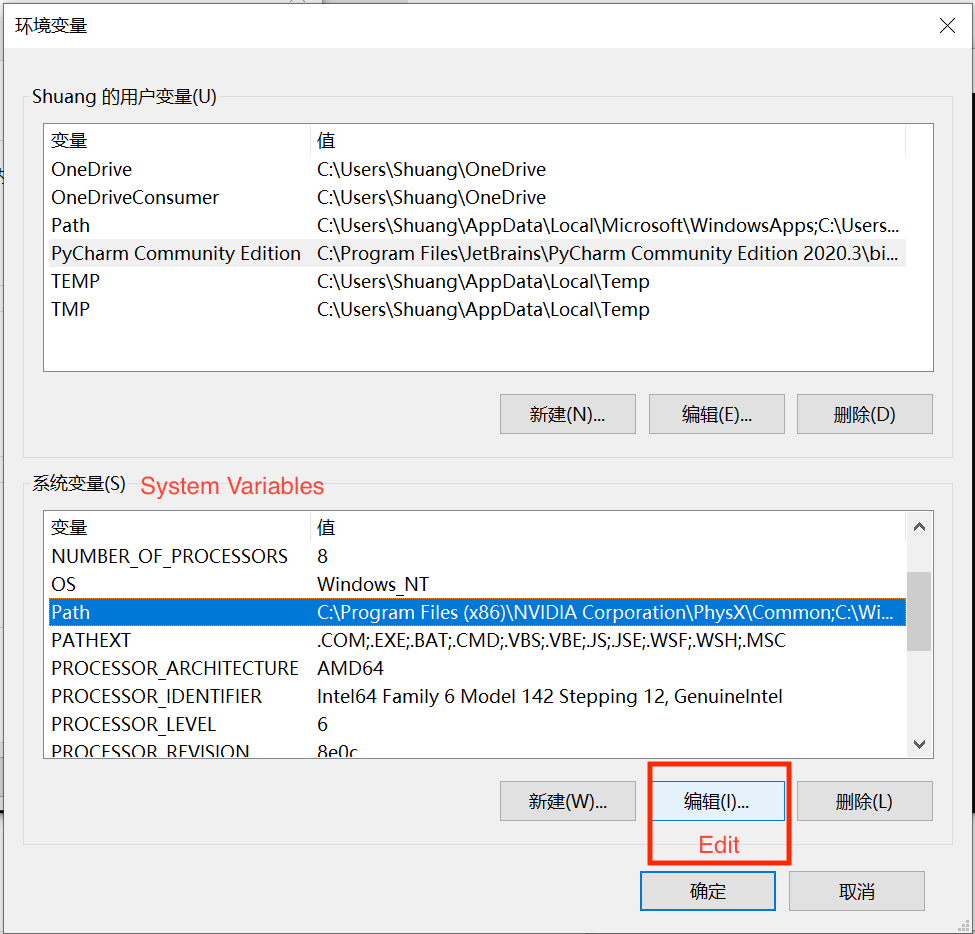 环境变量
Shuang 的用户变量(U)
变量 值
OneDrive C:\Users\Shuang\OneDrive
OneDriveConsumer C:\Users\Shuang\OneDrive
Path C:\Users\Shuang\AppData\Local\Microsoft\WindowsApps;C:\Users...
PyCharm Community Edition C:\Program Files\JetBrains\PyCharm Community Edition 2020.3\bi...
TEMP C:\Users\Shuang\AppData\Local\Temp
TMP C:\Users\Shuang\AppData\Local\Temp
新建(N)... 编辑(E)... 删除(D)
系统变量(S) System Variables
变量 值
NUMBER_OF_PROCESSORS 8
OS Windows_NT
Path C:\Program Files (x86)\NVIDIA Corporation\PhysX\Common;C:\Wi...
PATHEXT .COM;.EXE;.BAT;.CMD;.VBS;.VBE;.JS;.JSE;.WSF;.WSH;.MSC
PROCESSOR_ARCHITECTURE AMD64
PROCESSOR_IDENTIFIER Intel64 Family 6 Model 142 Stepping 12, GenuineIntel
PROCESSOR_LEVEL 6
PROCESSOR_REVISION 8e0c
新建(W)... 编辑(I)... 删除(L)
Edit
确定 取消